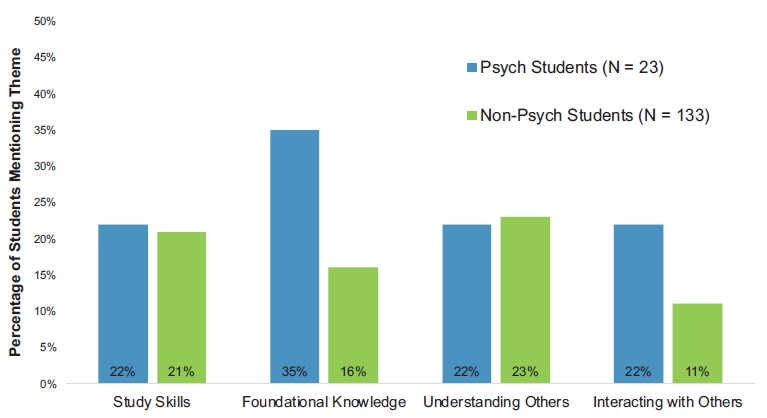 Percentage of Students Mentioning Theme
50%
45%
40%
35%
30%
25%
20%
15%
10%
5%
0%
Psych Students (N = 23)
Non-Psych Students (N = 133)
22% 21% 35% 16% 22% 23% 22% 11%
Study Skills Foundational Knowledge Understanding Others Interacting with Others